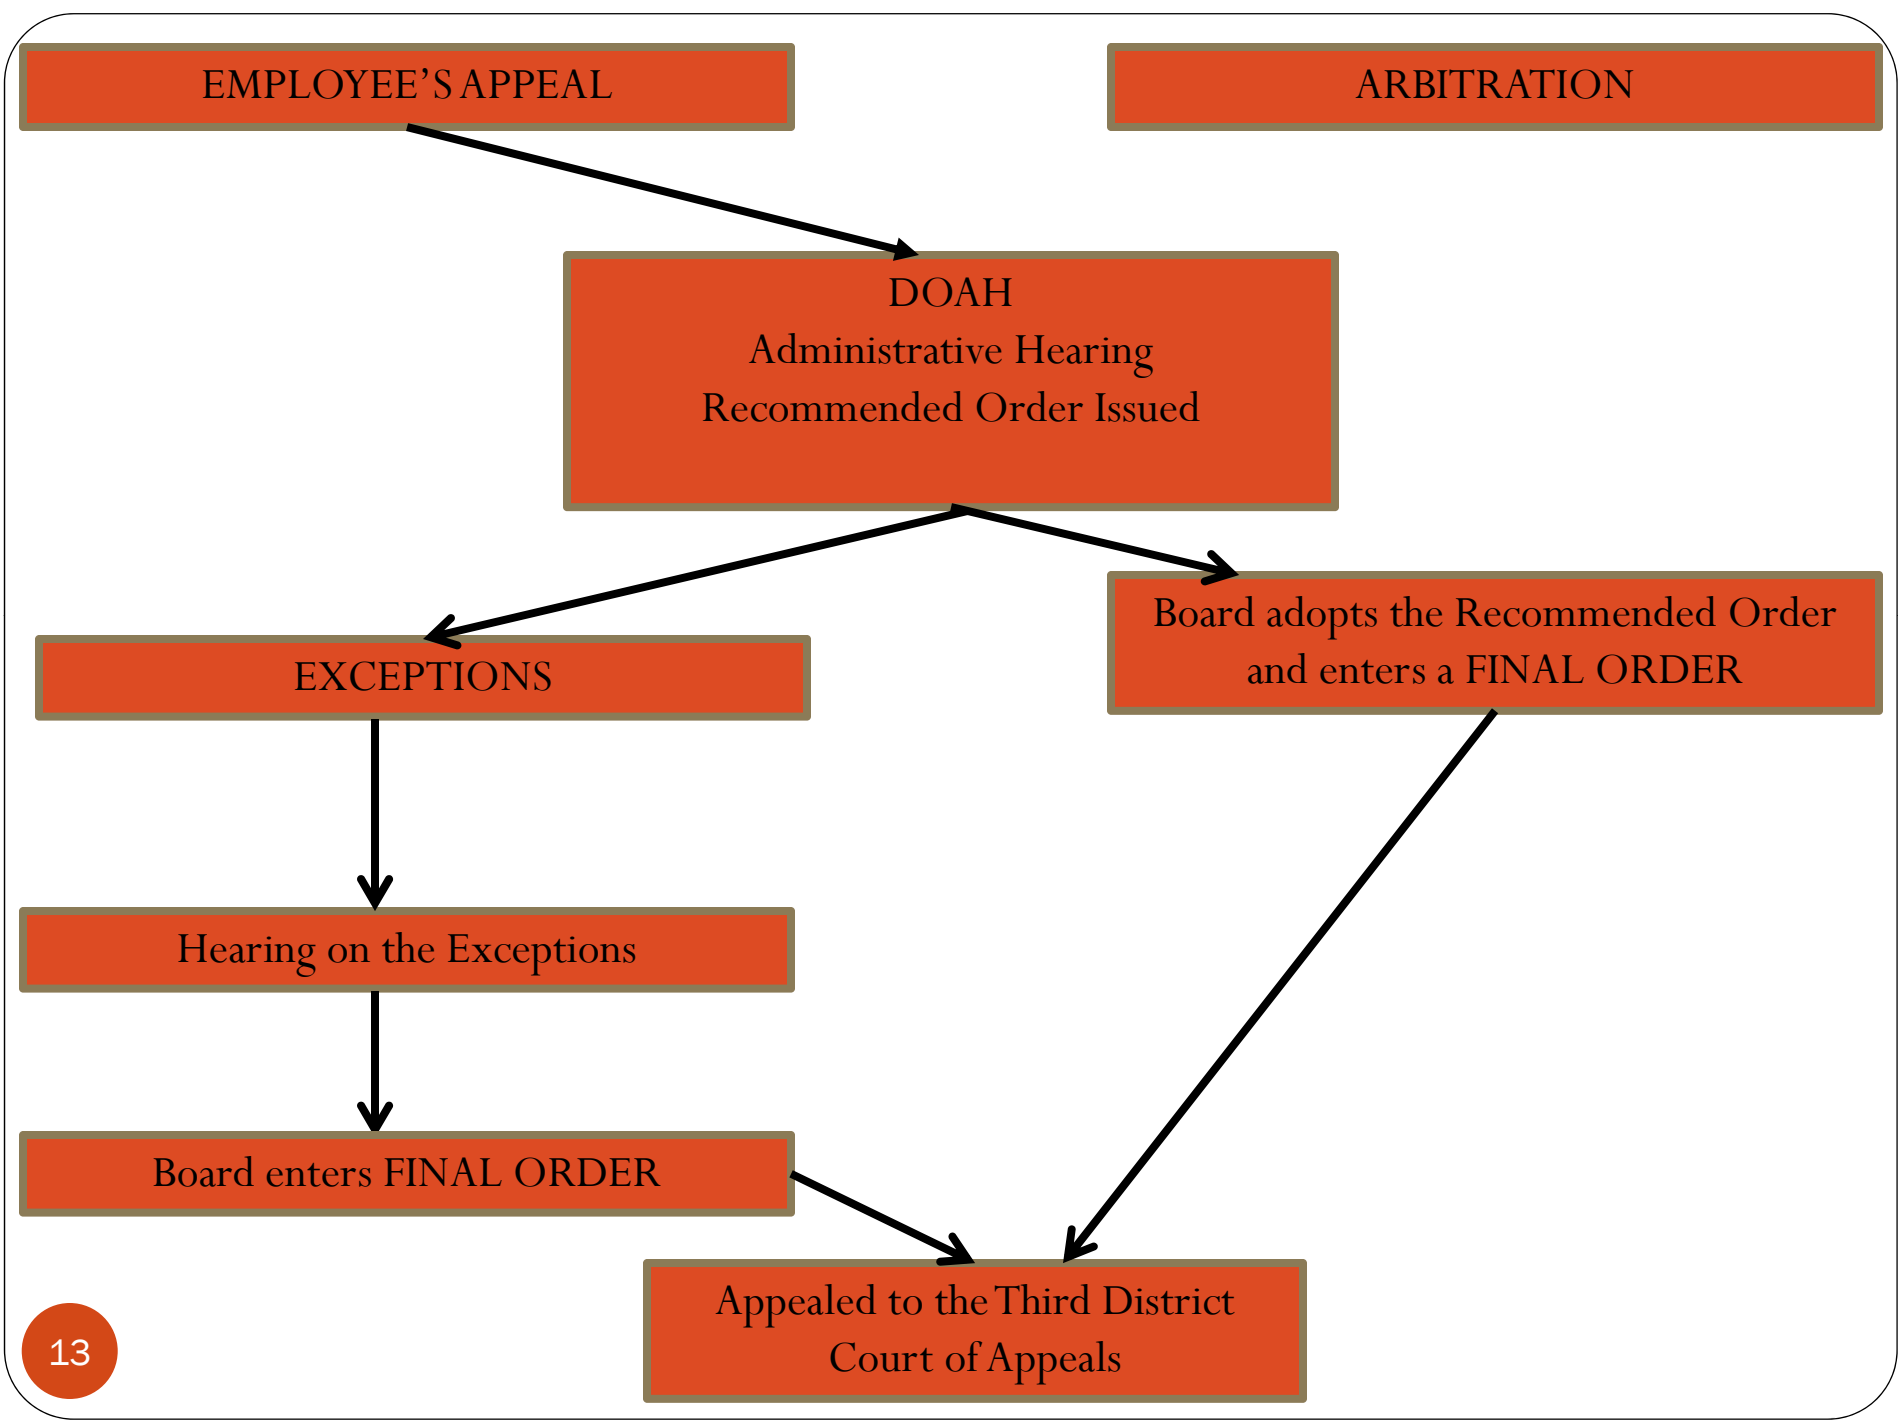 EMPLOYEE’S APPEAL
ARBITRATION
DOAH
Administrative Hearing
Recommended Order Issued
Board adopts the Recommended Order
and enters a FINAL ORDER
EXCEPTIONS
Hearing on the Exceptions
Board enters FINAL ORDER
Appealed to the Third District
Court of Appeals
13